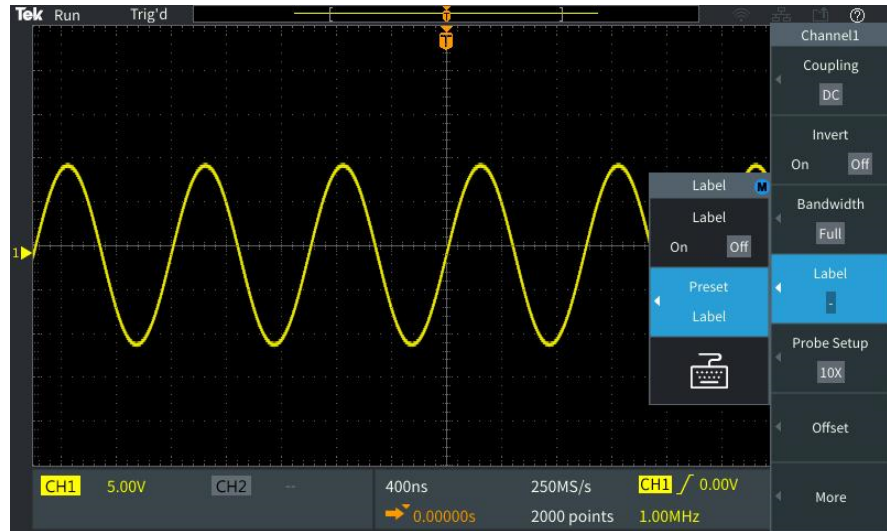 Tek Run Trig'd
T
T
Channel1
Coupling
DC
Invert
On Off
Bandwidth
Full
Label
-
Probe Setup
10X
Offset
More
Label M
Label
On Off
Preset
Label
1
CH1 5.00V CH2 -- 400ns 250MS/s CH1 0.00V
0.00000s 2000 points 1.00MHz